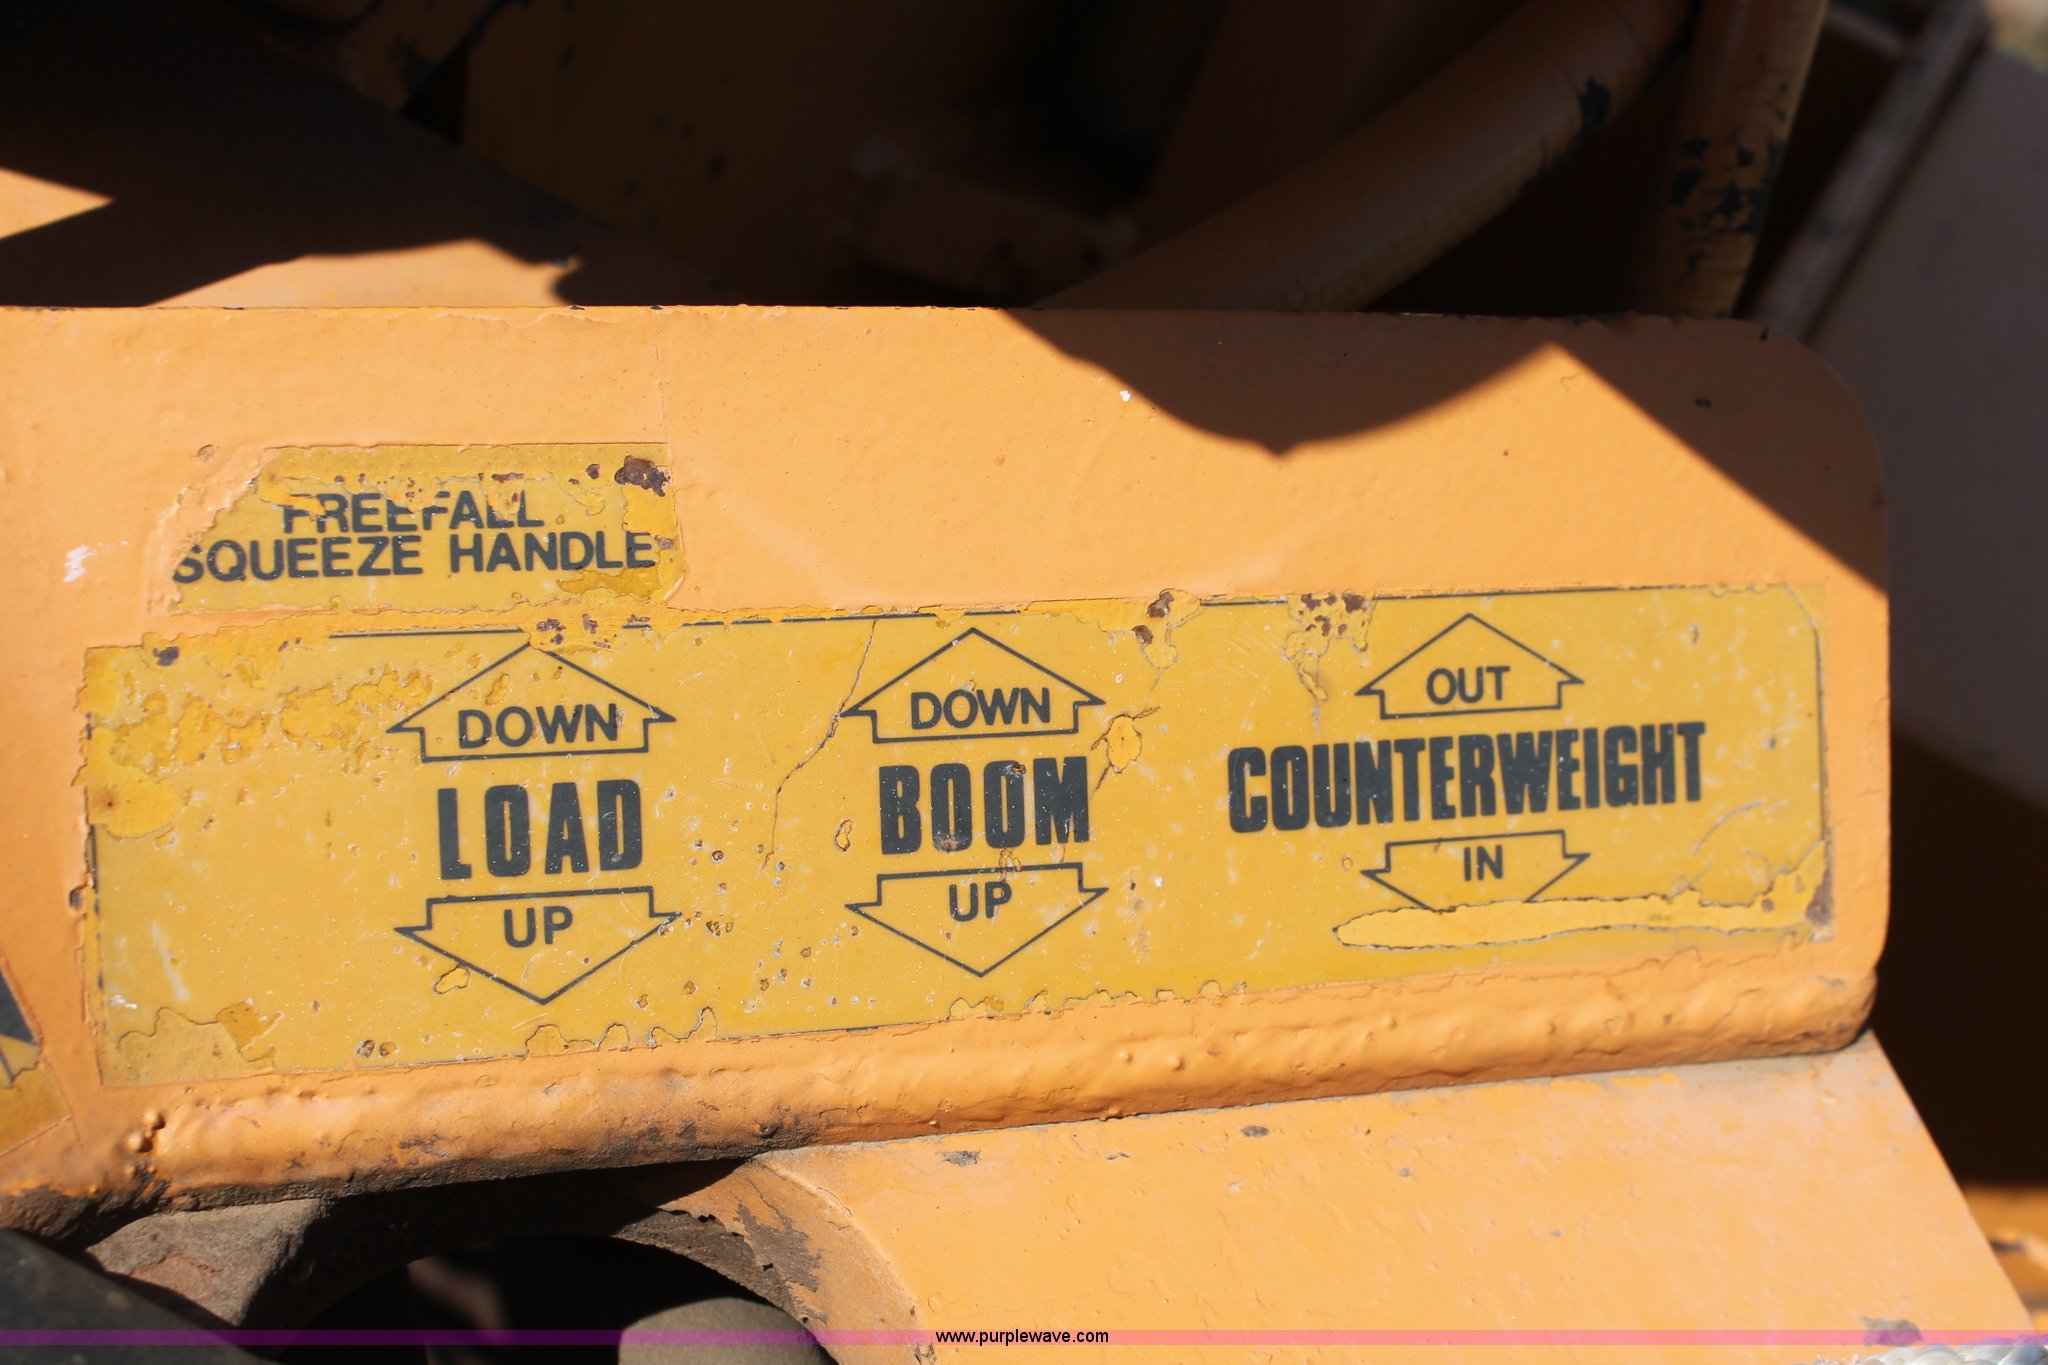 FREEFALL
SQUEEZE HANDLE
DOWN
LOAD
UP
DOWN
BOOM
UP
OUT
COUNTERWEIGHT
IN
www.purplewave.com